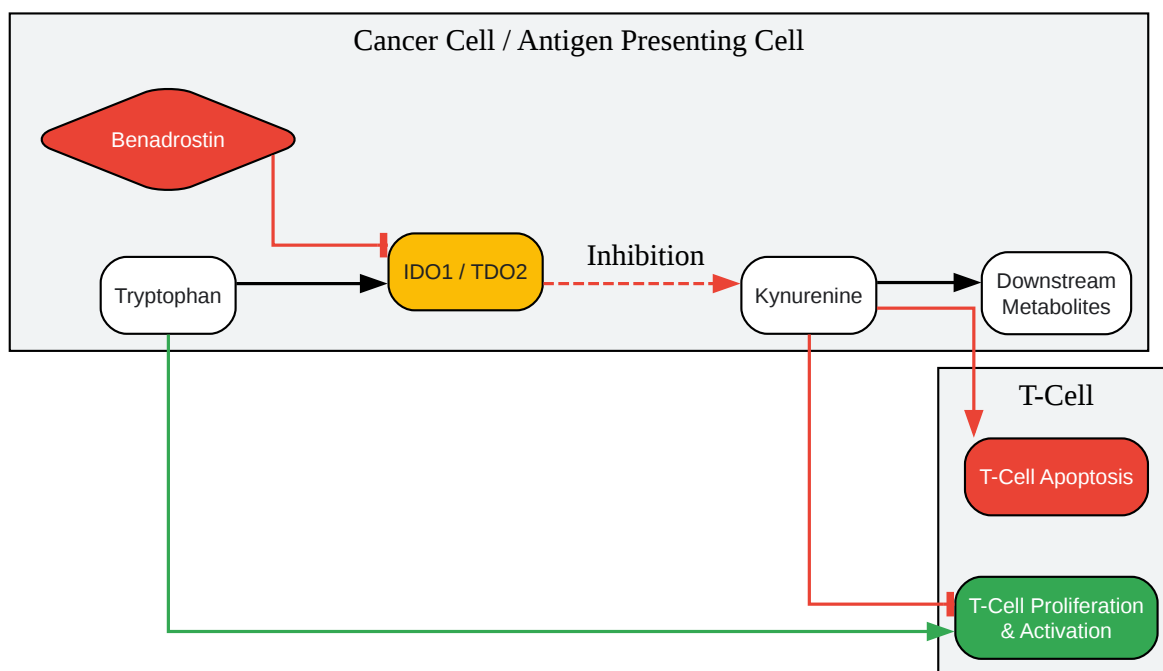 Cancer Cell / Antigen Presenting Cell
Benadrostin
IDO1 / TDO2
Inhibition
Tryptophan
Kynurenine
Downstream
Metabolites
T-Cell
T-Cell Apoptosis
T-Cell Proliferation
& Activation